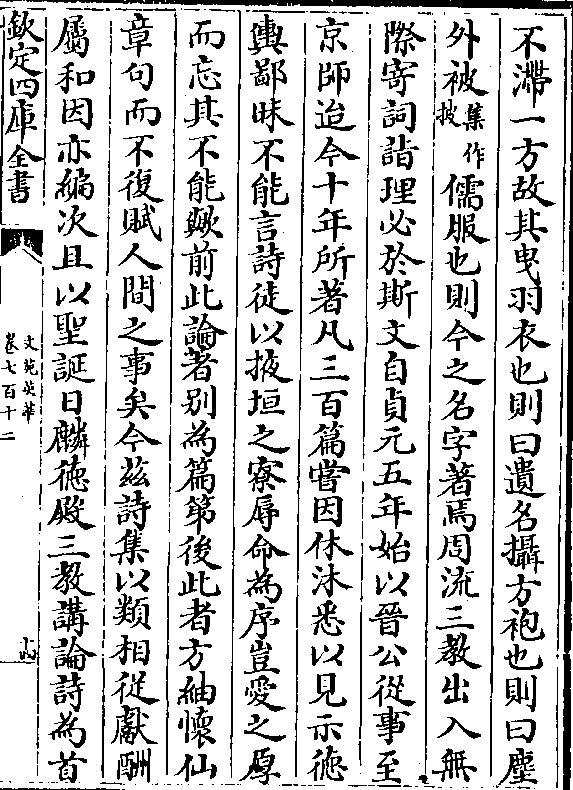 不滯一方故其曳羽衣也則曰遺名攝方袍也則曰塵
外被集作披儒服也則今之名字著焉周流三教出入無
際寄詞詣理必於斯文自貞元五年始以晉公從事至
京師迨今十年所著凡三百篇嘗因休沐悉以見示德
輿鄙昧不能言詩徒以掖垣之寮辱命為序豈愛之厚
而忘其不能歟前此論著者别為篇第後此者方紬懷仙
章句而不復賦人間之事矣今兹詩集以類相從獻酬
屬和因亦編次且以聖誕日麟德殿三教講論詩為首
欽定四庫全書
文苑英華
卷七百十二